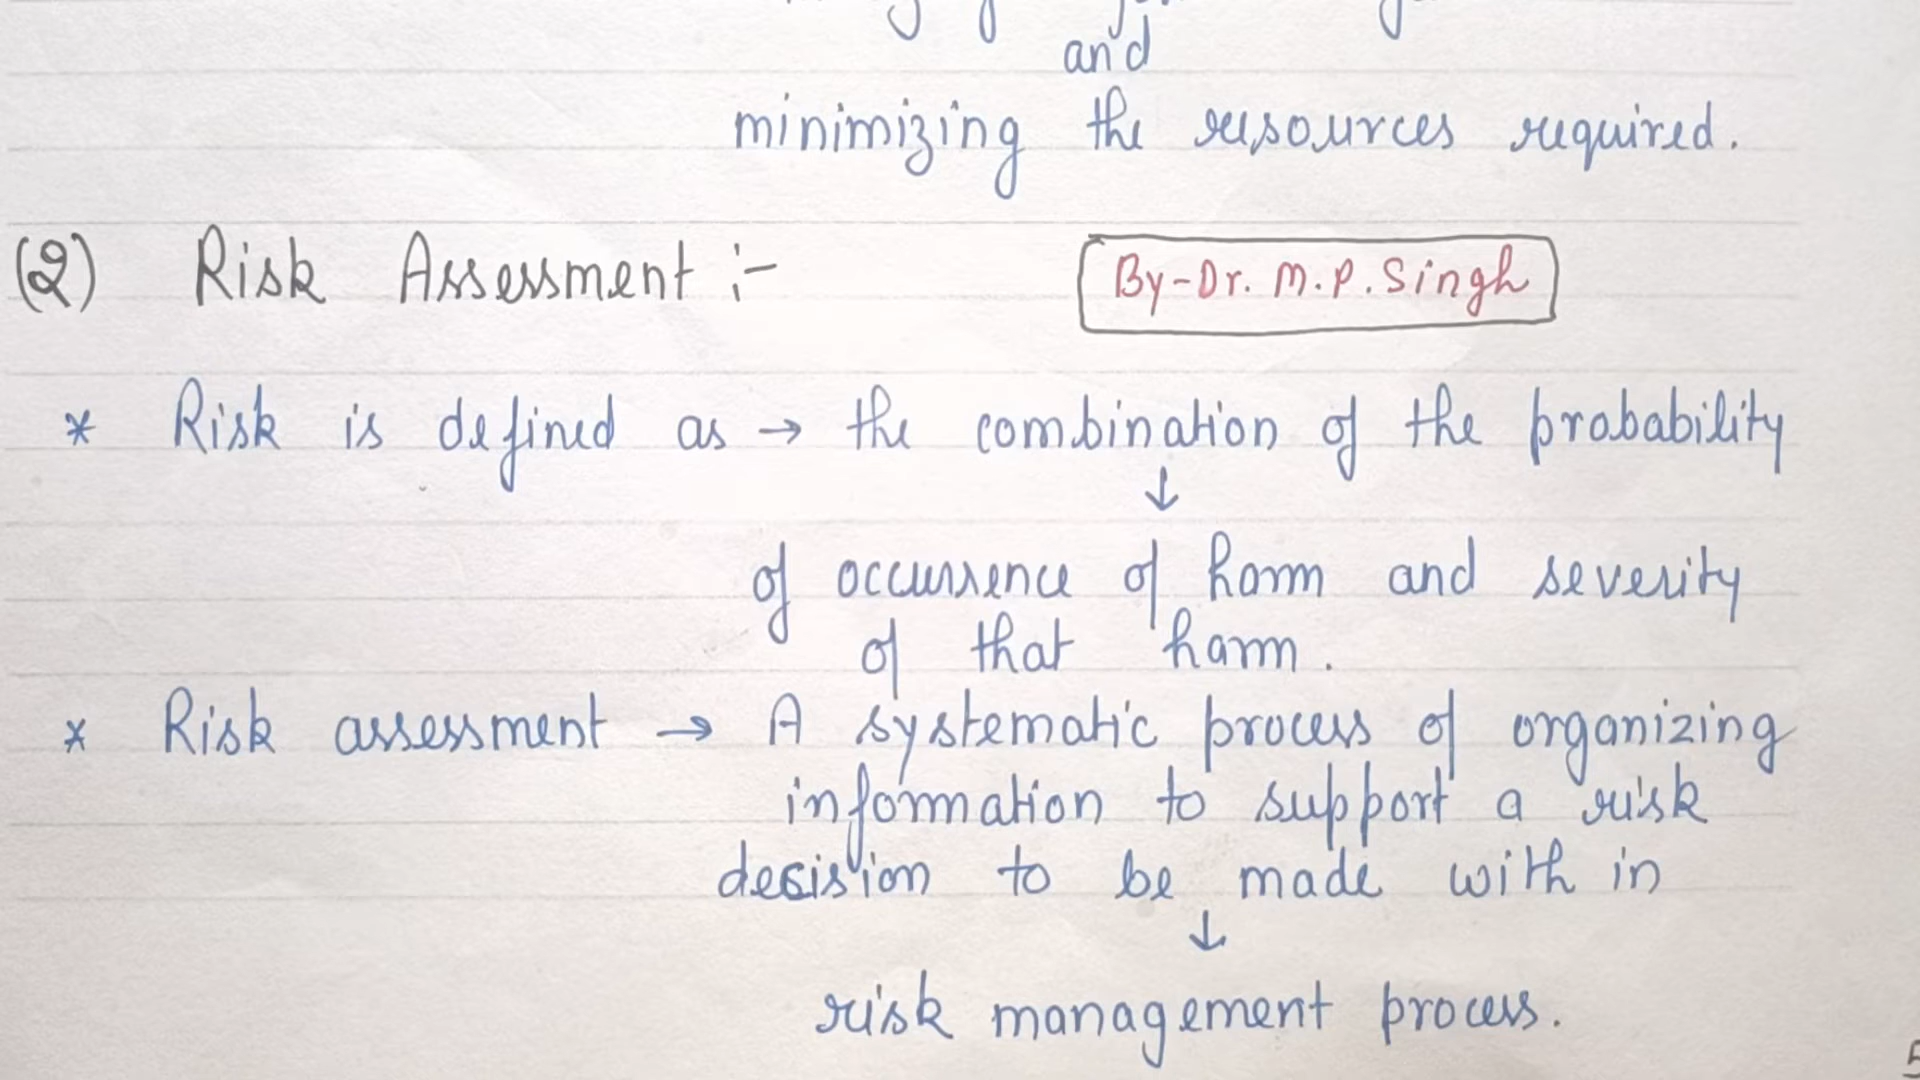 and
minimizing the resources required.
(2) Risk Assessment :-
By-Dr. M.P. Singh
* Risk is defined as → the combination of the probability
↓
of occurrence of harm and severity
of that harm.
* Risk assessment → A systematic process of organizing
information to support a risk
decision to be made with in
↓
risk management process.
5